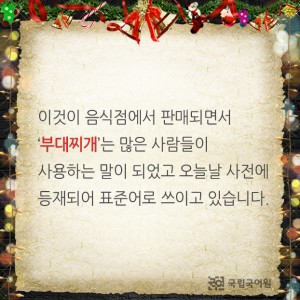 이것이 음식점에서 판매되면서
‘부대찌개’는 많은 사람들이
사용하는 말이 되었고 오늘날 사전에
등재되어 표준어로 쓰이고 있습니다.
국립국어원